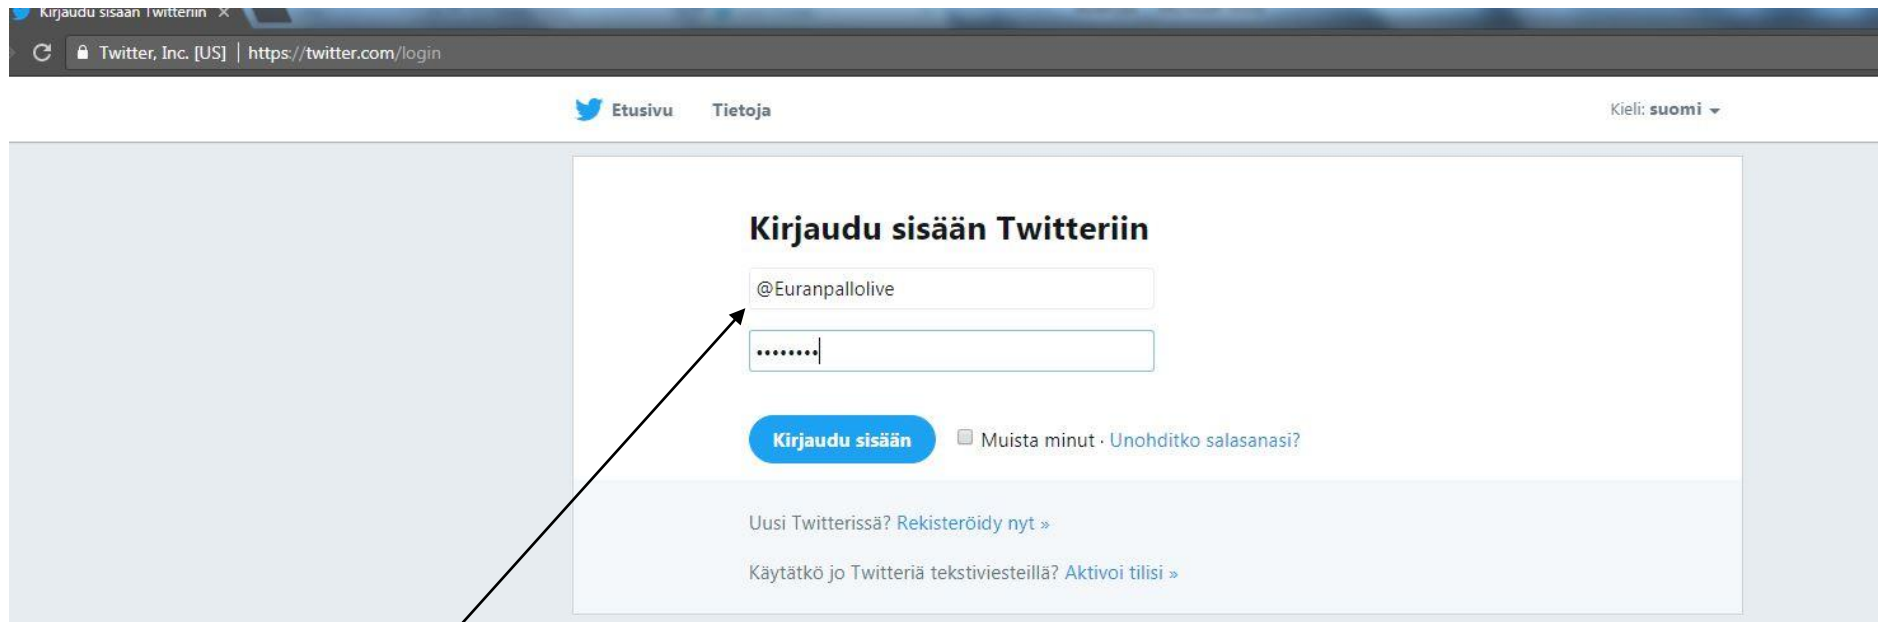 Kirjaudu sisään Twitteriin ×
Twitter, Inc. [US] | https://twitter.com/login
Etusivu Tietoja Kieli: suomi
Kirjaudu sisään Twitteriin
@Euranpallolive
••••••••
Kirjaudu sisään Muista minut · Unohditko salasanasi?
Uusi Twitterissä? Rekisteröidy nyt »
Käytätkö jo Twitteriä tekstiviesteillä? Aktivoi tilisi »